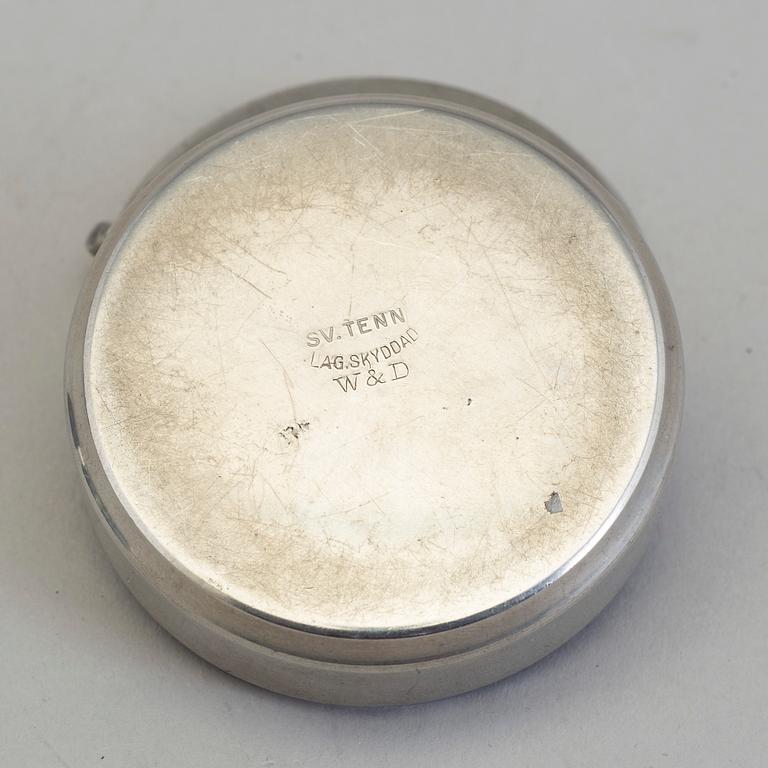 SV. TENN
LAG. SKYDDAD
W & D